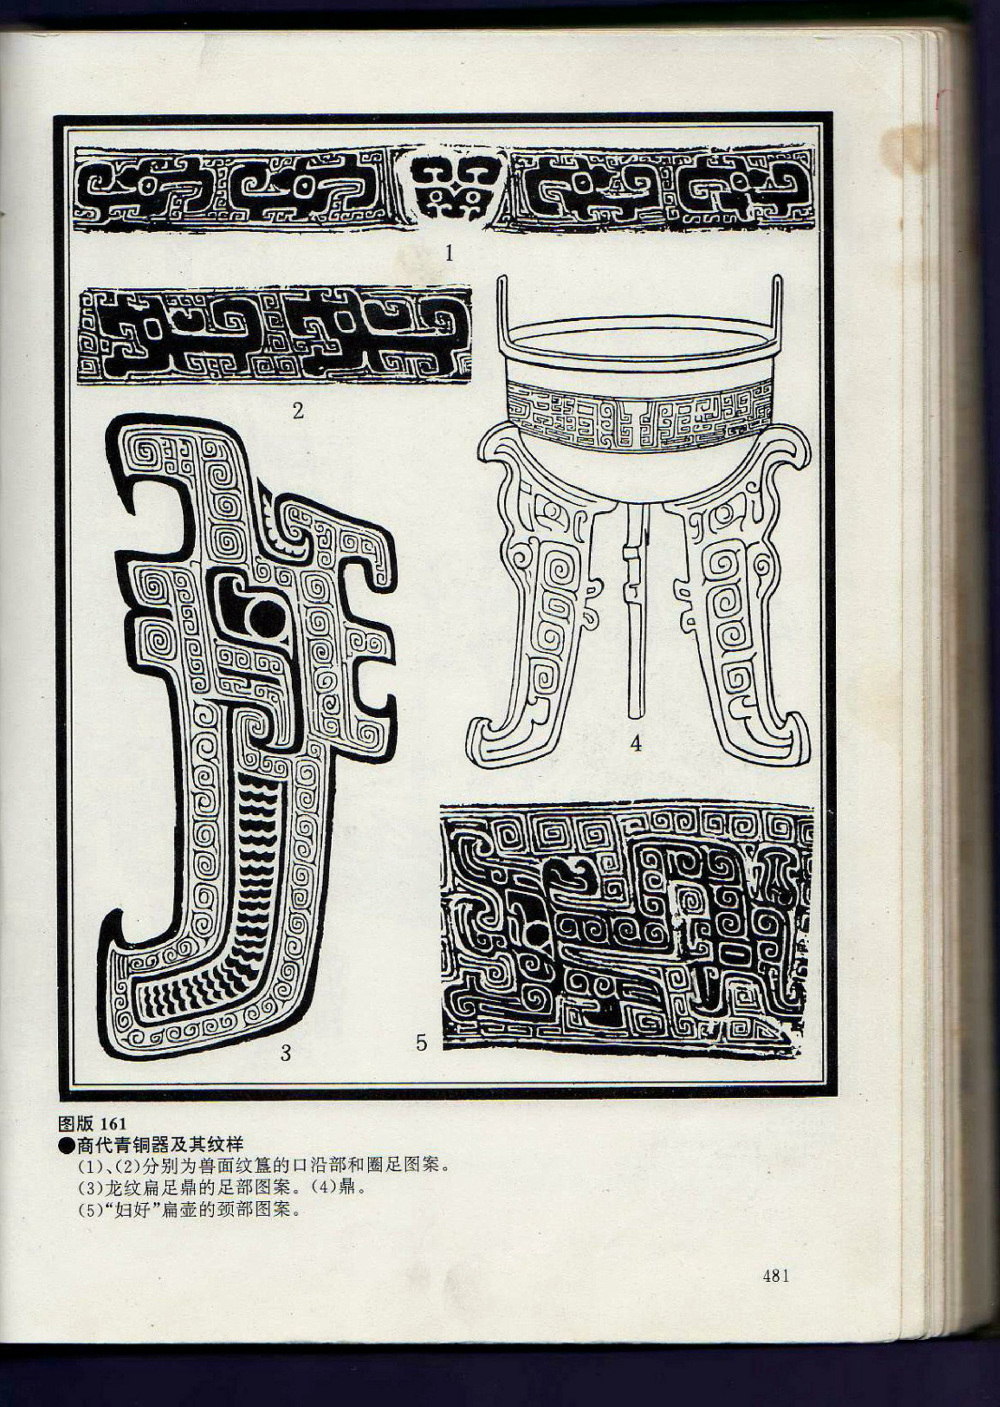 1
2
3
4
5
图版 161
●商代青铜器及其纹样
(1)、(2)分别为兽面纹簋的口沿部和圈足图案。
(3)龙纹扁足鼎的足部图案。(4)鼎。
(5)“妇好”扁壶的颈部图案。
481